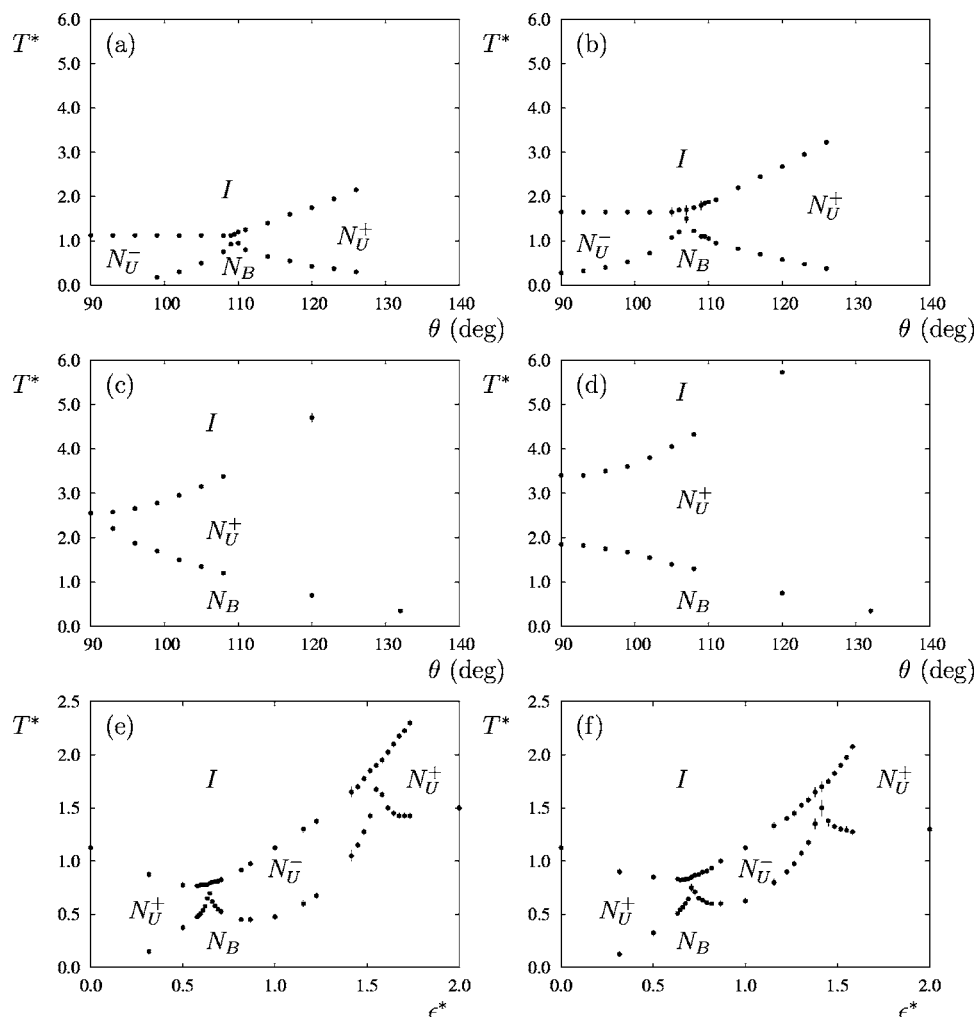 T* (a) 6.0 5.0 4.0 3.0 2.0 1.0 0.0
I
N_U^- N_B N_U^+
90 100 110 120 130 140
θ (deg)
T* (b) 6.0 5.0 4.0 3.0 2.0 1.0 0.0
I
N_U^- N_B N_U^+
90 100 110 120 130 140
θ (deg)
T* (c) 6.0 5.0 4.0 3.0 2.0 1.0 0.0
I
N_U^+
N_B
90 100 110 120 130 140
θ (deg)
T* (d) 6.0 5.0 4.0 3.0 2.0 1.0 0.0
I
N_U^+
N_B
90 100 110 120 130 140
θ (deg)
T* (e) 2.5 2.0 1.5 1.0 0.5 0.0
I N_U^+
N_U^-
N_U^+
N_B
0.0 0.5 1.0 1.5 2.0
ϵ*
T* (f) 2.5 2.0 1.5 1.0 0.5 0.0
I N_U^+
N_U^-
N_U^+
N_B
0.0 0.5 1.0 1.5 2.0
ϵ*